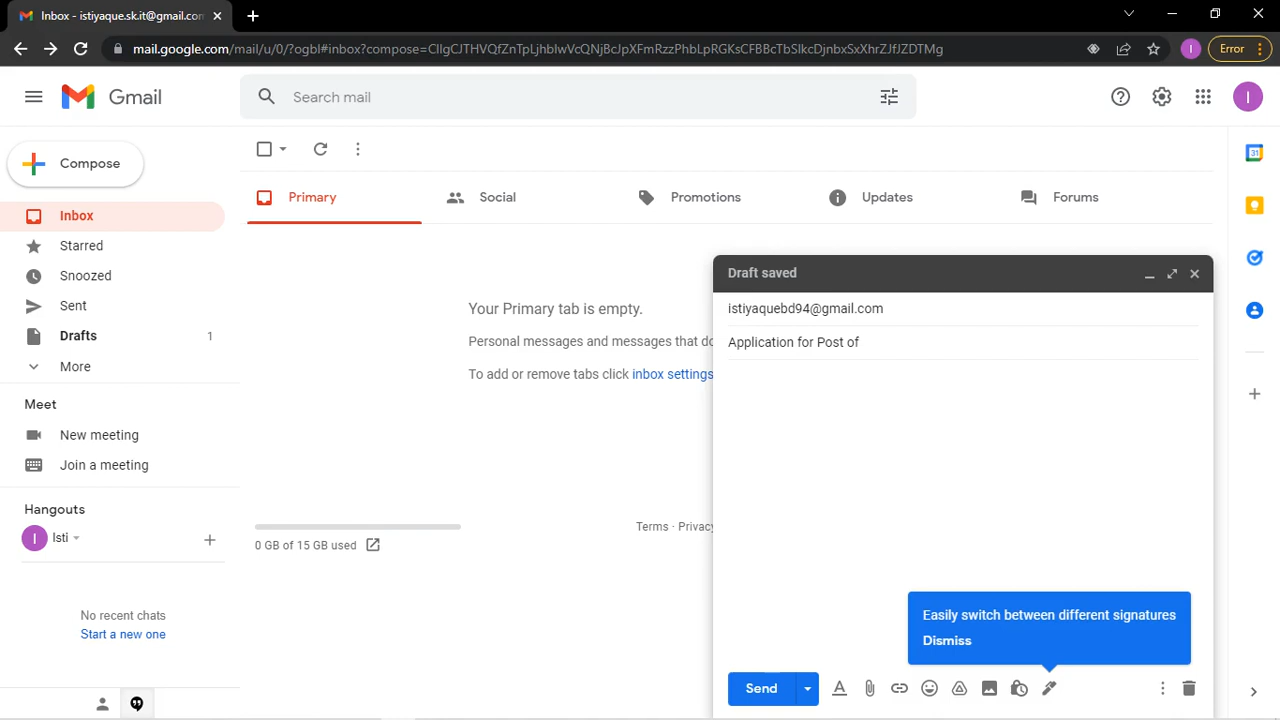 Inbox - istiyaque.sk.it@gmail.com
mail.google.com/mail/u/0/?ogbl#inbox?compose=CllgCJTHVQfZnTpLjhblwVcQNjBcJpXFmRzzPhbLpRGKsCFBBcTbSlkcDjnbxSxXhrZJfJZDTMg
I
Error
Gmail
Search mail
I
Compose
31
Inbox
Starred
Snoozed
Sent
Drafts 1
More
Meet
New meeting
Join a meeting
Hangouts
I Isti
No recent chats
Start a new one
Primary
Social
Promotions
Updates
Forums
Your Primary tab is empty.
Personal messages and messages that do
To add or remove tabs click inbox settings
Terms · Privacy
0 GB of 15 GB used
Draft saved
istiyaquebd94@gmail.com
Application for Post of
Easily switch between different signatures
Dismiss
Send